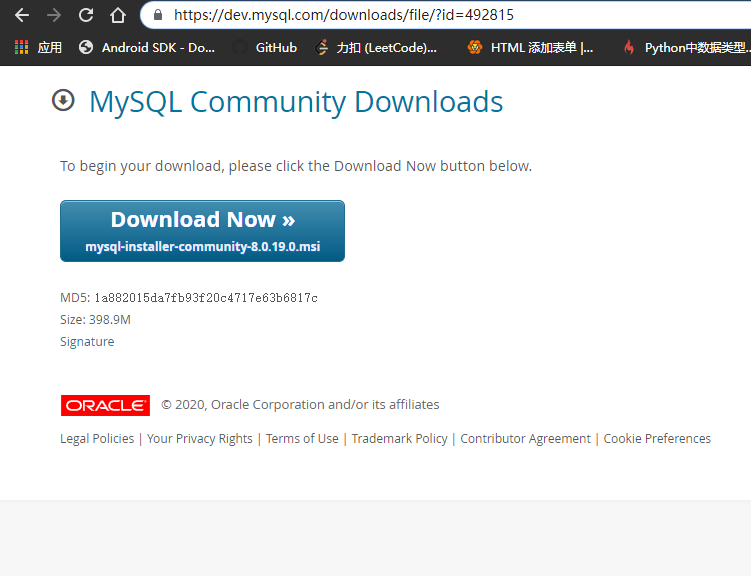 https://dev.mysql.com/downloads/file/?id=492815
应用 Android SDK - Do... GitHub 力扣 (LeetCode)... HTML 添加表单 |... Python中数据类型...
MySQL Community Downloads
To begin your download, please click the Download Now button below.
Download Now »
mysql-installer-community-8.0.19.0.msi
MD5: 1a882015da7fb93f20c4717e63b6817c
Size: 398.9M
Signature
ORACLE © 2020, Oracle Corporation and/or its affiliates
Legal Policies | Your Privacy Rights | Terms of Use | Trademark Policy | Contributor Agreement | Cookie Preferences